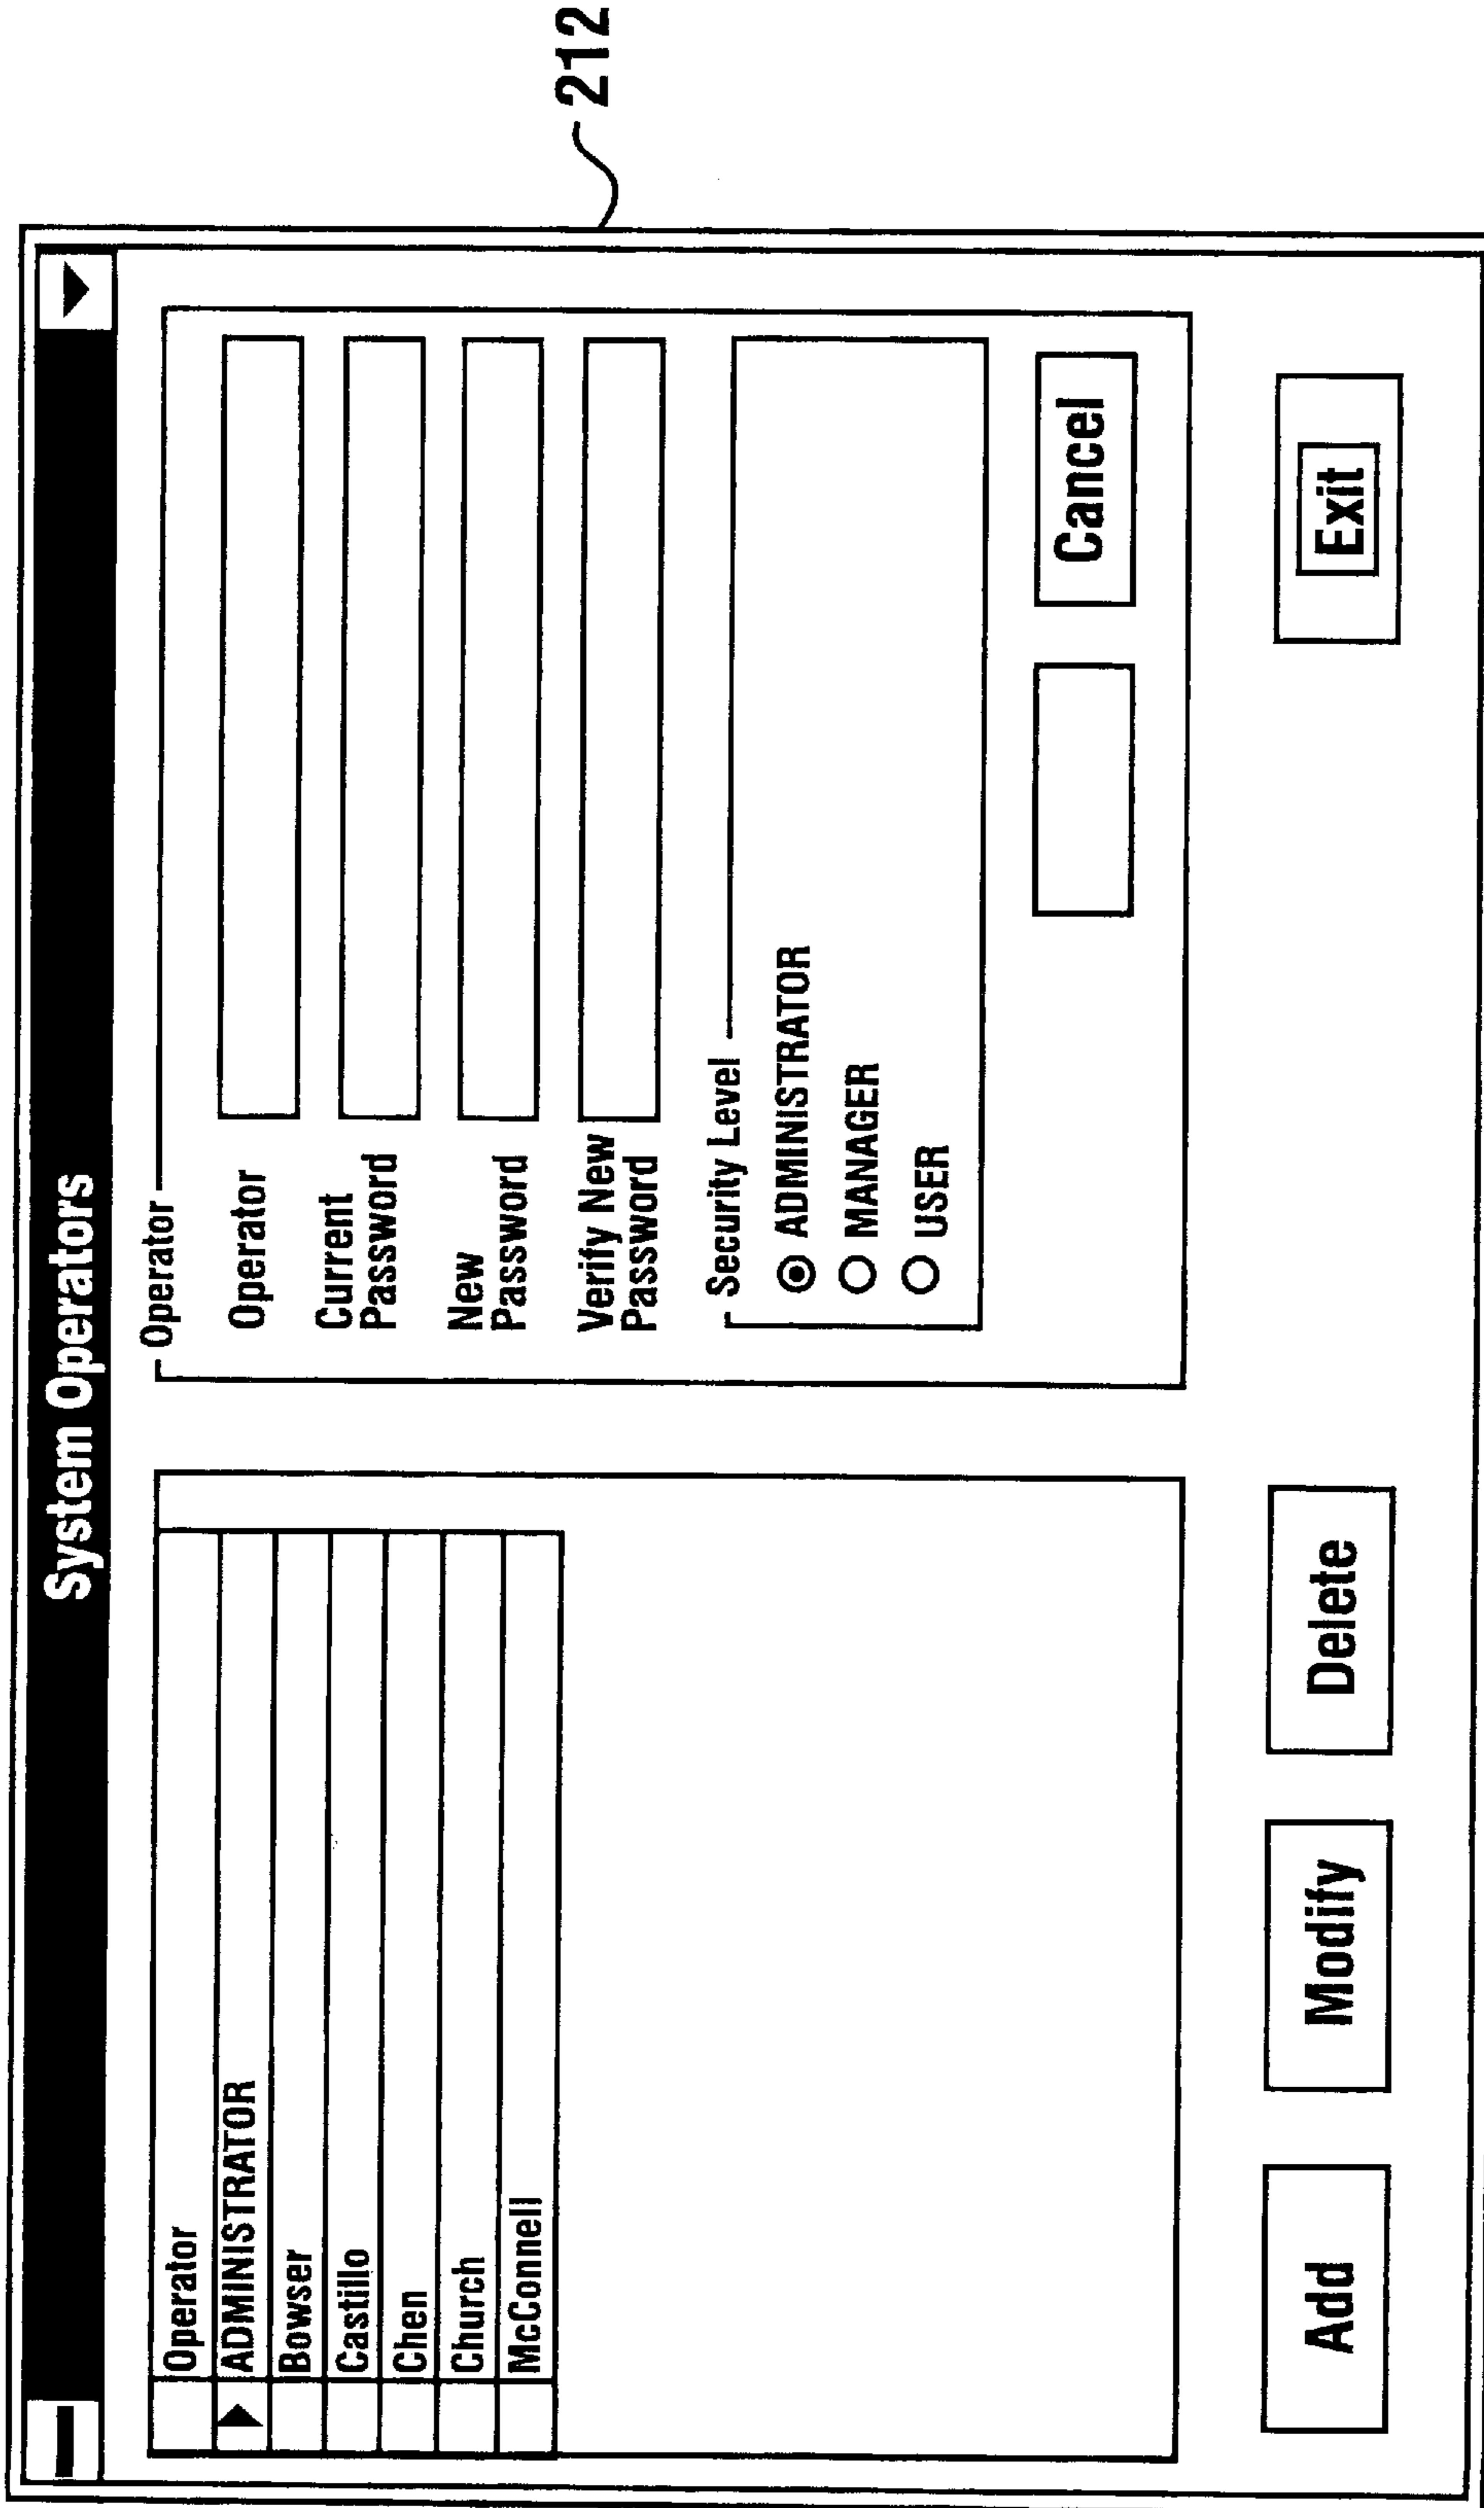 System Operators
Operator
ADMINISTRATOR
Bowser
Castillo
Chen
Church
McConnell
Operator
Operator
Current
Password
New
Password
Verify New
Password
Security Level
ADMINISTRATOR
MANAGER
USER
Cancel
Add
Modify
Delete
Exit
212